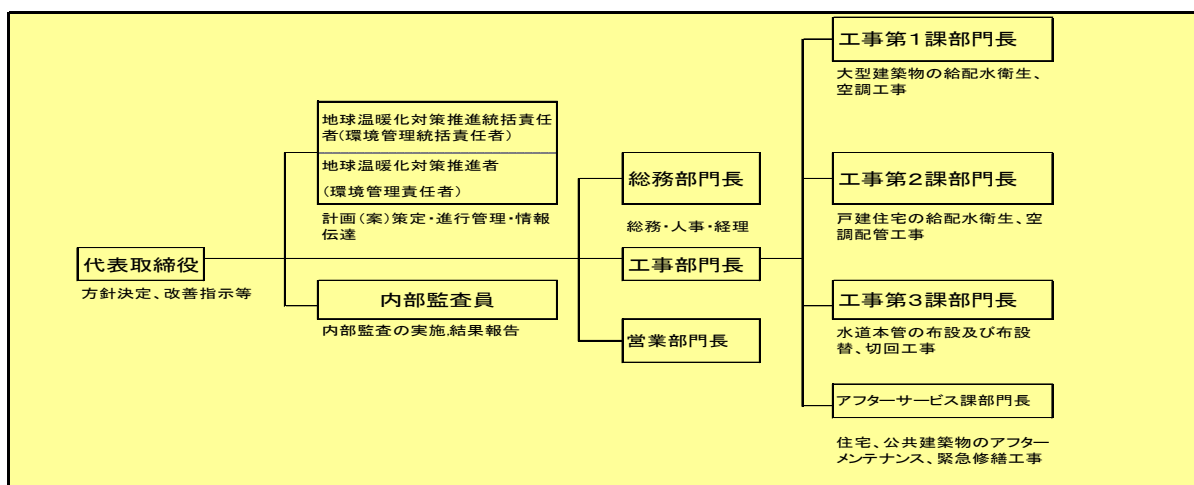 代表取締役
方針決定、改善指示等
地球温暖化対策推進統括責任
者(環境管理統括責任者)
地球温暖化対策推進者
(環境管理責任者)
計画(案)策定・進行管理・情報
伝達
内部監査員
内部監査の実施,結果報告
総務部門長
総務・人事・経理
工事部門長
営業部門長
工事第1課部門長
大型建築物の給配水衛生、
空調工事
工事第2課部門長
戸建住宅の給配水衛生、空
調配管工事
工事第3課部門長
水道本管の布設及び布設
替、切回工事
アフターサービス課部門長
住宅、公共建築物のアフター
メンテナンス、緊急修繕工事